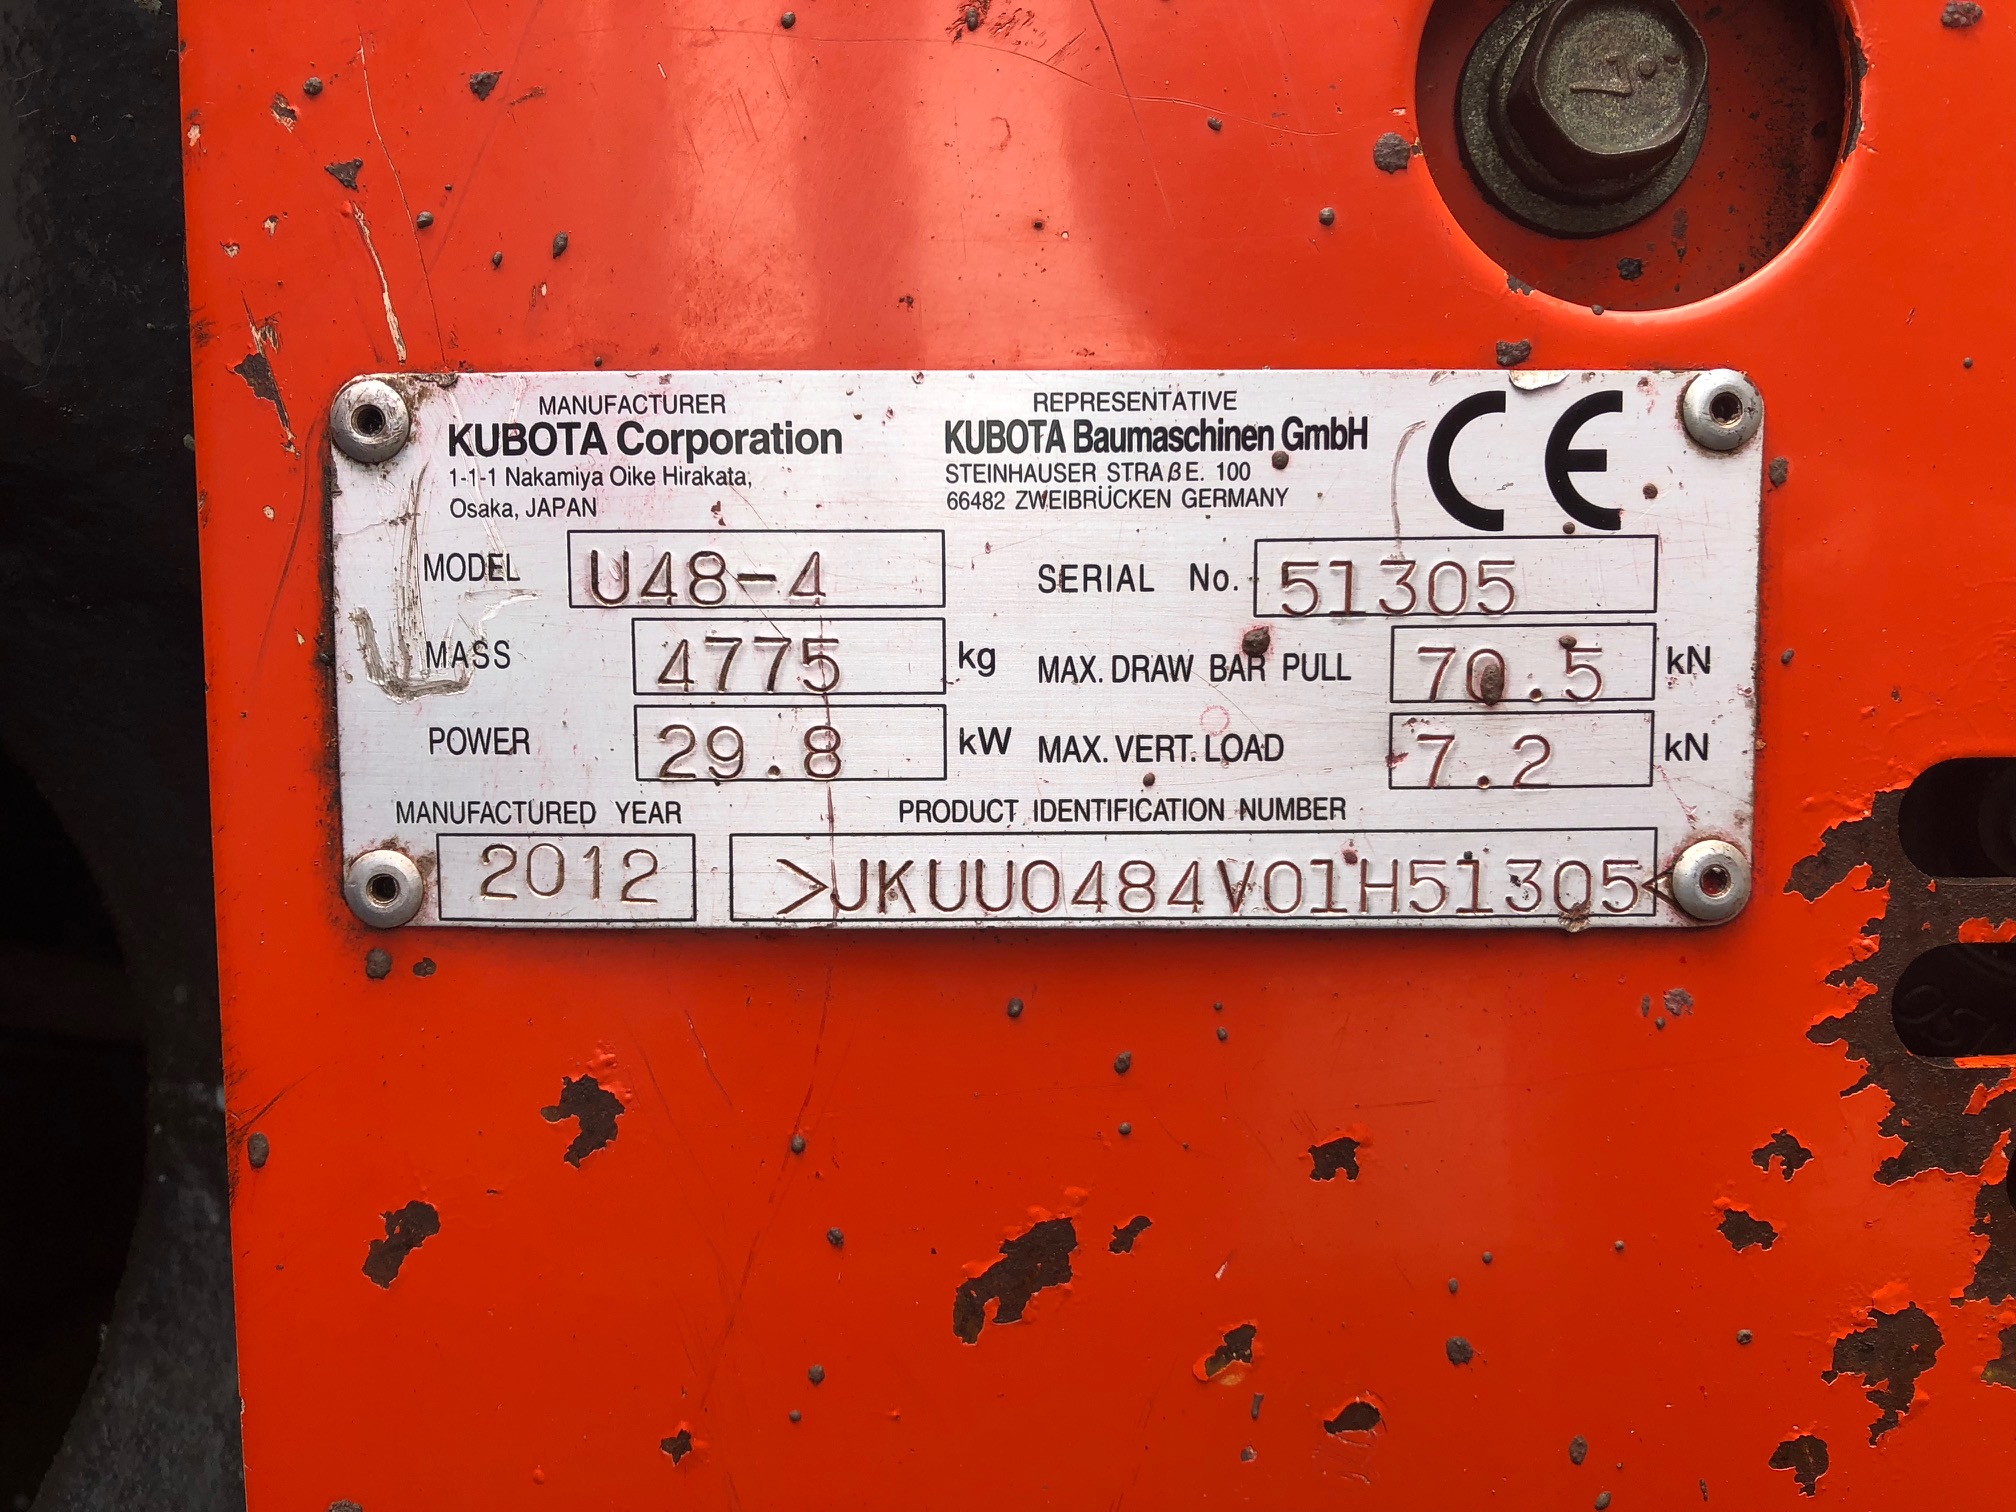 MANUFACTURER
KUBOTA Corporation
1-1-1 Nakamiya Oike Hirakata,
Osaka, JAPAN
REPRESENTATIVE
KUBOTA Baumaschinen GmbH
STEINHAUSER STRAßE. 100
66482 ZWEIBRÜCKEN GERMANY
CE
MODEL U48-4
SERIAL No. 51305
MASS 4775 kg
MAX. DRAW BAR PULL 70.5 kN
POWER 29.8 kW
MAX. VERT. LOAD 7.2 kN
MANUFACTURED YEAR
2012
PRODUCT IDENTIFICATION NUMBER
>JKUU0484V01H51305<